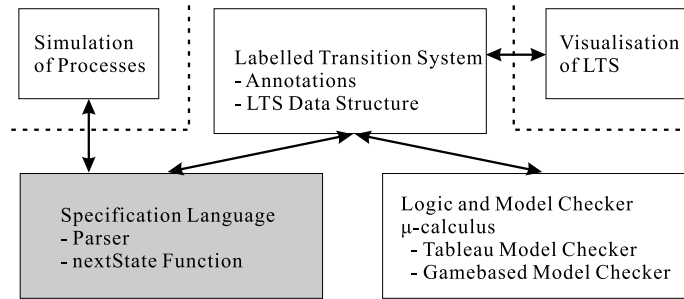 Simulation
of Processes
Labelled Transition System
- Annotations
- LTS Data Structure
Visualisation
of LTS
Specification Language
- Parser
- nextState Function
Logic and Model Checker
μ-calculus
- Tableau Model Checker
- Gamebased Model Checker